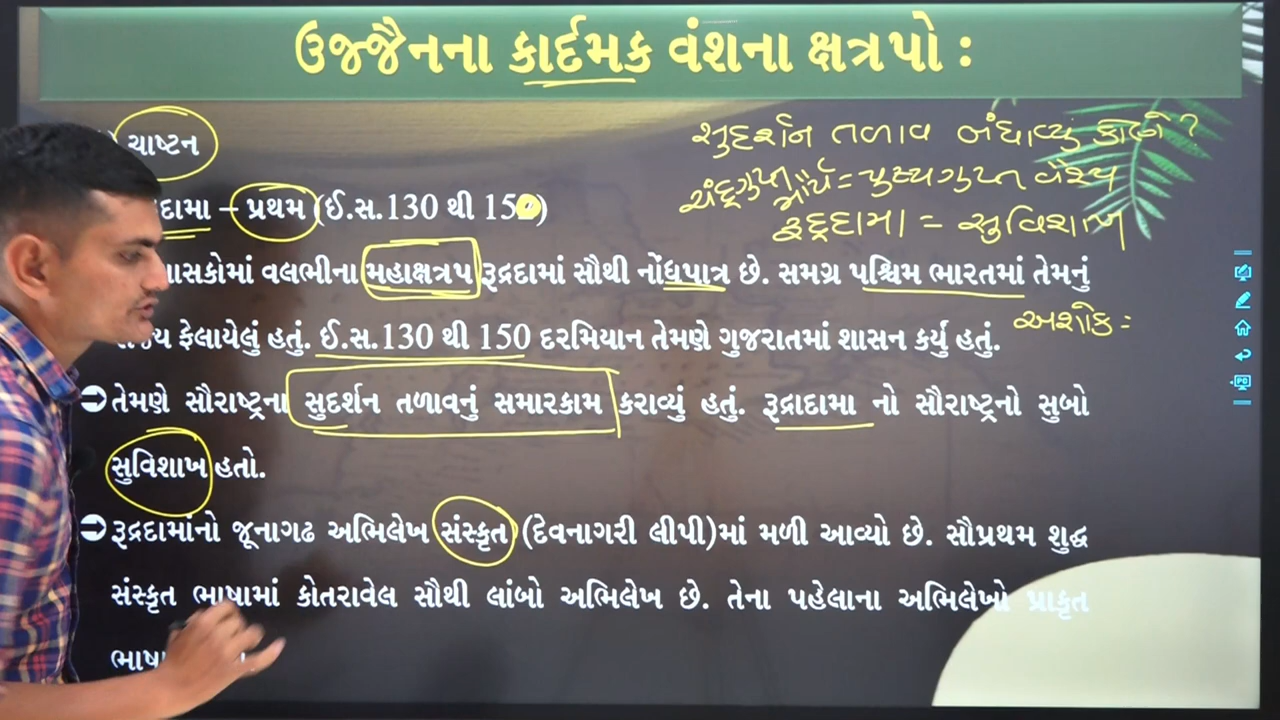 ઉજ્જૈનના કાર્દમક વંશના ક્ષત્રપો :
ચાષ્ટન
દામા – પ્રથમ (ઈ.સ.130 થી 150)
સુદર્શન તળાવ બંધાવ્યું કોણે ?
ચંદ્રગુપ્ત મૌર્ય = પુષ્યગુપ્ત વૈશ્ય
રુદ્રદામા = સુવિશાખ
સકોમાં વલભીના મહાક્ષત્રપ રૂદ્રદામાં સૌથી નોંધપાત્ર છે. સમગ્ર પશ્ચિમ ભારતમાં તેમનું
અશોક =
ફેલાયેલું હતું. ઈ.સ.130 થી 150 દરમિયાન તેમણે ગુજરાતમાં શાસન કર્યું હતું.
તેમણે સૌરાષ્ટ્રના સુદર્શન તળાવનું સમારકામ કરાવ્યું હતું. રૂદ્રાદામા નો સૌરાષ્ટ્રનો સુબો
સુવિશાખ હતો.
રૂદ્રદામાંનો જૂનાગઢ અભિલેખ સંસ્કૃત (દેવનાગરી લીપી)માં મળી આવ્યો છે. સૌપ્રથમ શુદ્ધ
સંસ્કૃત ભાષામાં કોતરાવેલ સૌથી લાંબો અભિલેખ છે. તેના પહેલાના અભિલેખો પ્રાકૃત